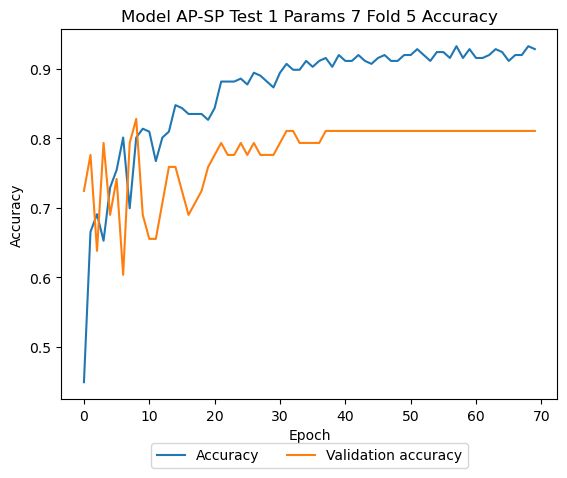 Model AP-SP Test 1 Params 7 Fold 5 Accuracy
0.9
0.8
0.7
0.6
0.5
Accuracy
0 10 20 30 40 50 60 70
Epoch
Accuracy Validation accuracy